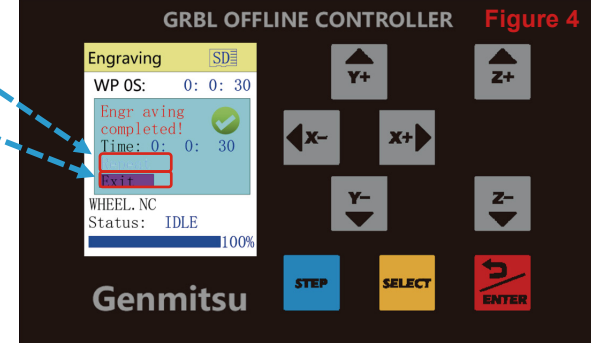 GRBL OFFLINE CONTROLLER
Figure 4
Engraving SD
WP 0S: 0: 0: 30
Engr aving
completed!
Time: 0: 0: 30
Exit
WHEEL.NC
Status: IDLE
100%
Y+
Z+
X-
X+
Y-
Z-
STEP
SELECT
ENTER
Genmitsu